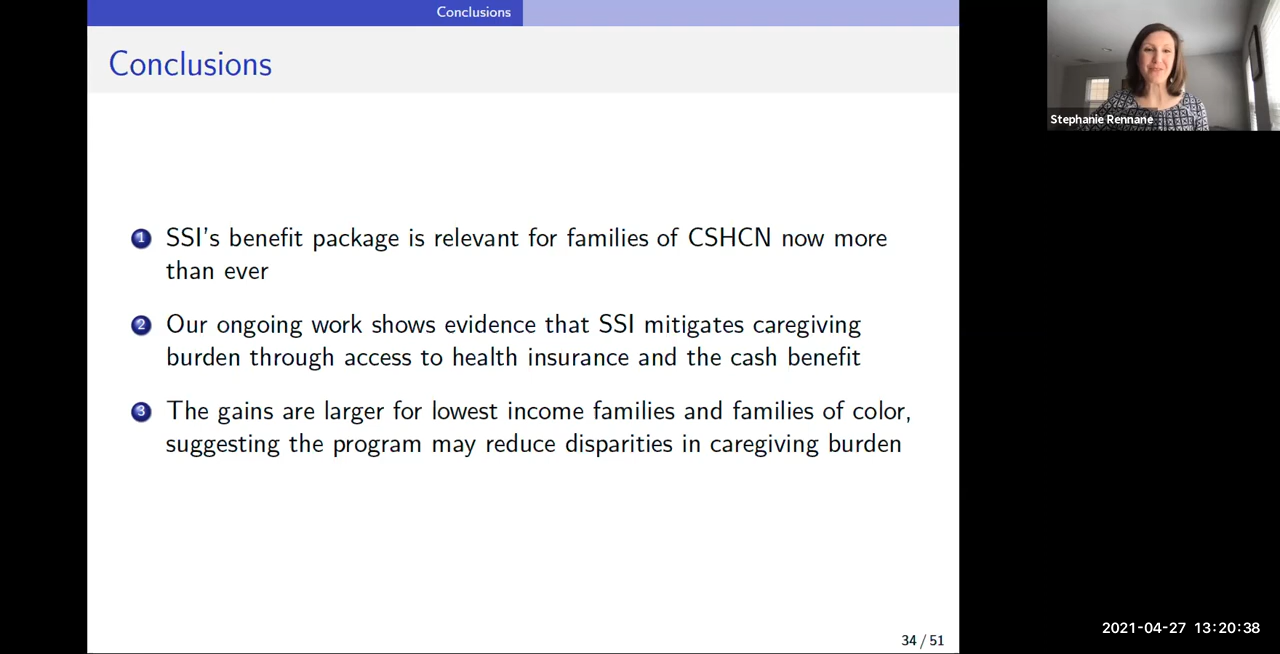 Conclusions
Conclusions
Stephanie Rennane
1 SSI's benefit package is relevant for families of CSHCN now more
than ever
2 Our ongoing work shows evidence that SSI mitigates caregiving
burden through access to health insurance and the cash benefit
3 The gains are larger for lowest income families and families of color,
suggesting the program may reduce disparities in caregiving burden
34 / 51
2021-04-27 13:20:38